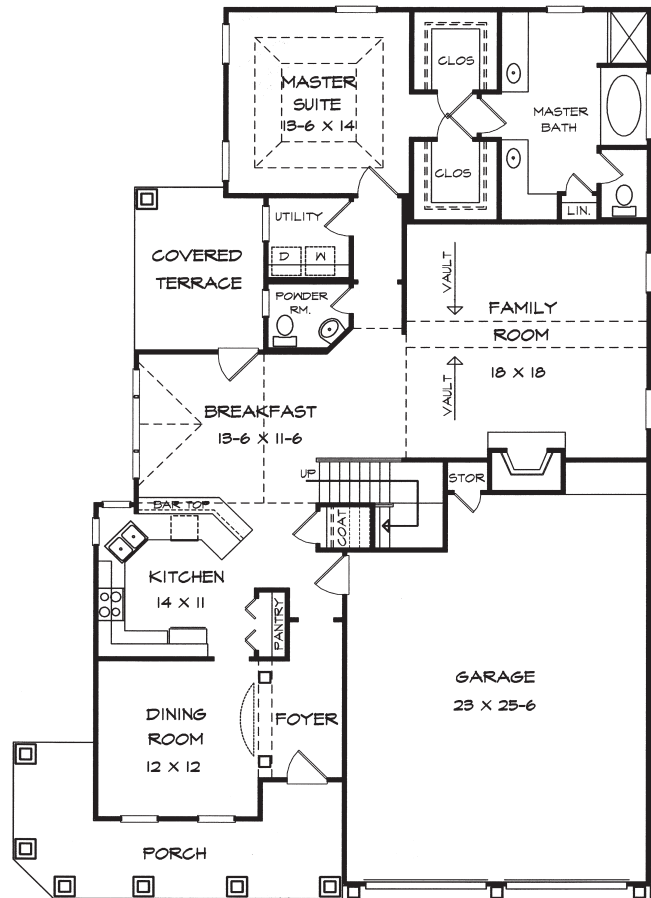 MASTER
SUITE
13-6 X 14
CLOS
MASTER
BATH
CLOS
LIN.
UTILITY
D
W
COVERED
TERRACE
POWDER
RM.
VAULT
FAMILY
ROOM
18 X 18
VAULT
BREAKFAST
13-6 X 11-6
UP
STOR
BAR TOP
COAT
KITCHEN
14 X 11
PANTRY
GARAGE
23 X 25-6
DINING
ROOM
12 X 12
FOYER
PORCH